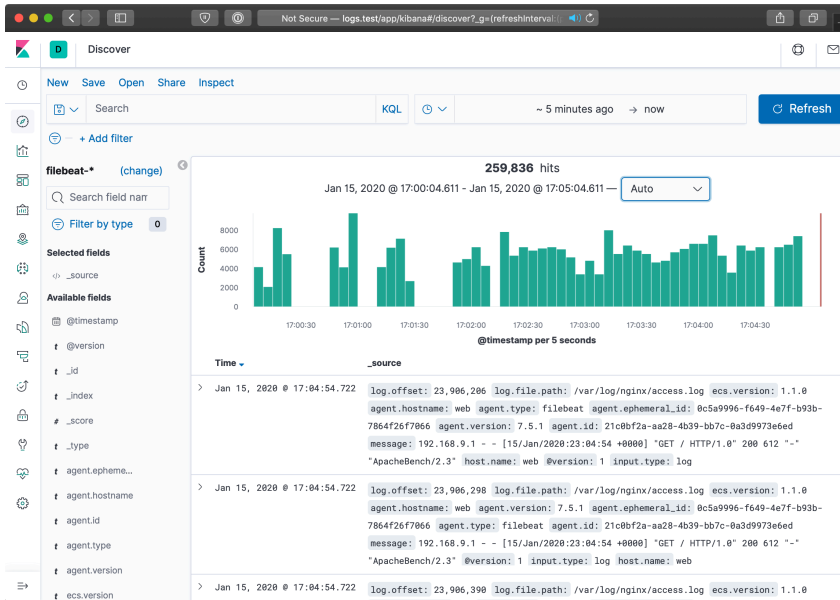 Not Secure — logs.test/app/kibana#/discover?_g=(refreshInterval:(
D
Discover
New Save Open Share Inspect
Search
KQL
~ 5 minutes ago → now
Refresh
+ Add filter
filebeat-* (change)
Search field nam
Filter by type 0
Selected fields
</> _source
Available fields
@timestamp
t @version
t _id
t _index
# _score
t _type
t agent.epheme...
t agent.hostname
t agent.id
t agent.type
t agent.version
t ecs.version
259,836 hits
Jan 15, 2020 @ 17:00:04.611 - Jan 15, 2020 @ 17:05:04.611 — Auto
Count
8000
6000
4000
2000
0
17:00:30 17:01:00 17:01:30 17:02:00 17:02:30 17:03:00 17:03:30 17:04:00 17:04:30
@timestamp per 5 seconds
Time _source
Jan 15, 2020 @ 17:04:54.722 log.offset: 23,906,206 log.file.path: /var/log/nginx/access.log ecs.version: 1.1.0
agent.hostname: web agent.type: filebeat agent.ephemeral_id: 0c5a9996-f649-4e7f-b93b-
7864f26f7066 agent.version: 7.5.1 agent.id: 21c0bf2a-aa28-4b39-bb7c-0a3d9973e6ed
message: 192.168.9.1 - - [15/Jan/2020:23:04:54 +0000] "GET / HTTP/1.0" 200 612 "-"
"ApacheBench/2.3" host.name: web @version: 1 input.type: log
Jan 15, 2020 @ 17:04:54.722 log.offset: 23,906,298 log.file.path: /var/log/nginx/access.log ecs.version: 1.1.0
agent.hostname: web agent.version: 7.5.1 agent.ephemeral_id: 0c5a9996-f649-4e7f-b93b-
7864f26f7066 agent.type: filebeat agent.id: 21c0bf2a-aa28-4b39-bb7c-0a3d9973e6ed
message: 192.168.9.1 - - [15/Jan/2020:23:04:54 +0000] "GET / HTTP/1.0" 200 612 "-"
"ApacheBench/2.3" @version: 1 input.type: log host.name: web
Jan 15, 2020 @ 17:04:54.722 log.offset: 23,906,390 log.file.path: /var/log/nginx/access.log ecs.version: 1.1.0